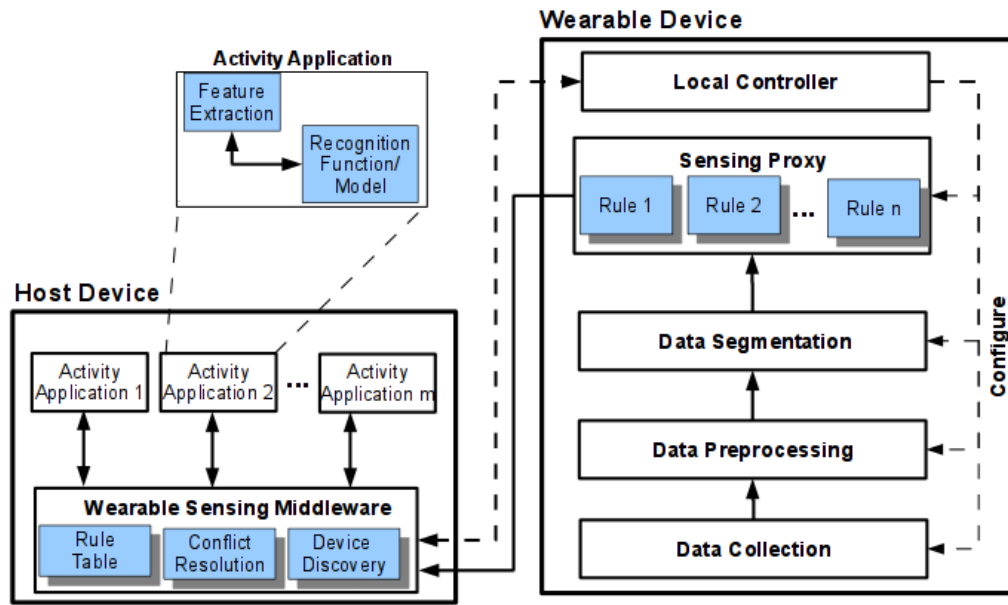 Wearable Device
Activity Application
Feature
Extraction
Recognition
Function/
Model
Local Controller
Sensing Proxy
Rule 1
Rule 2
...
Rule n
Host Device
Data Segmentation
Configure
Activity
Application 1
Activity
Application 2
...
Activity
Application m
Data Preprocessing
Wearable Sensing Middleware
Rule
Table
Conflict
Resolution
Device
Discovery
Data Collection